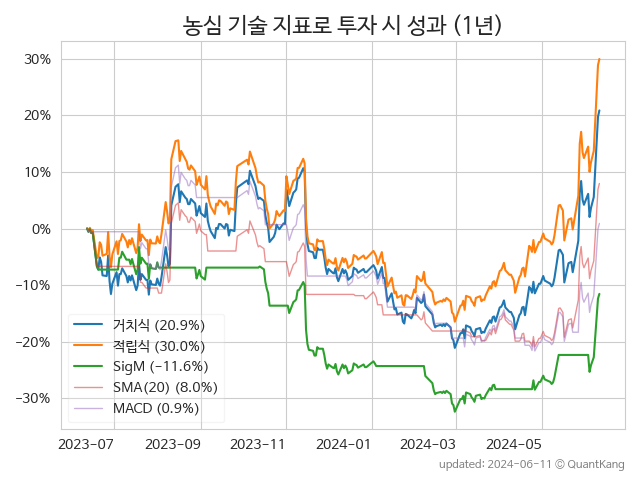 농심 기술 지표로 투자 시 성과 (1년)
30%
20%
10%
0%
−10%
−20%
−30%
거치식 (20.9%)
적립식 (30.0%)
SigM (−11.6%)
SMA(20) (8.0%)
MACD (0.9%)
2023-07 2023-09 2023-11 2024-01 2024-03 2024-05
updated: 2024-06-11 © QuantKang